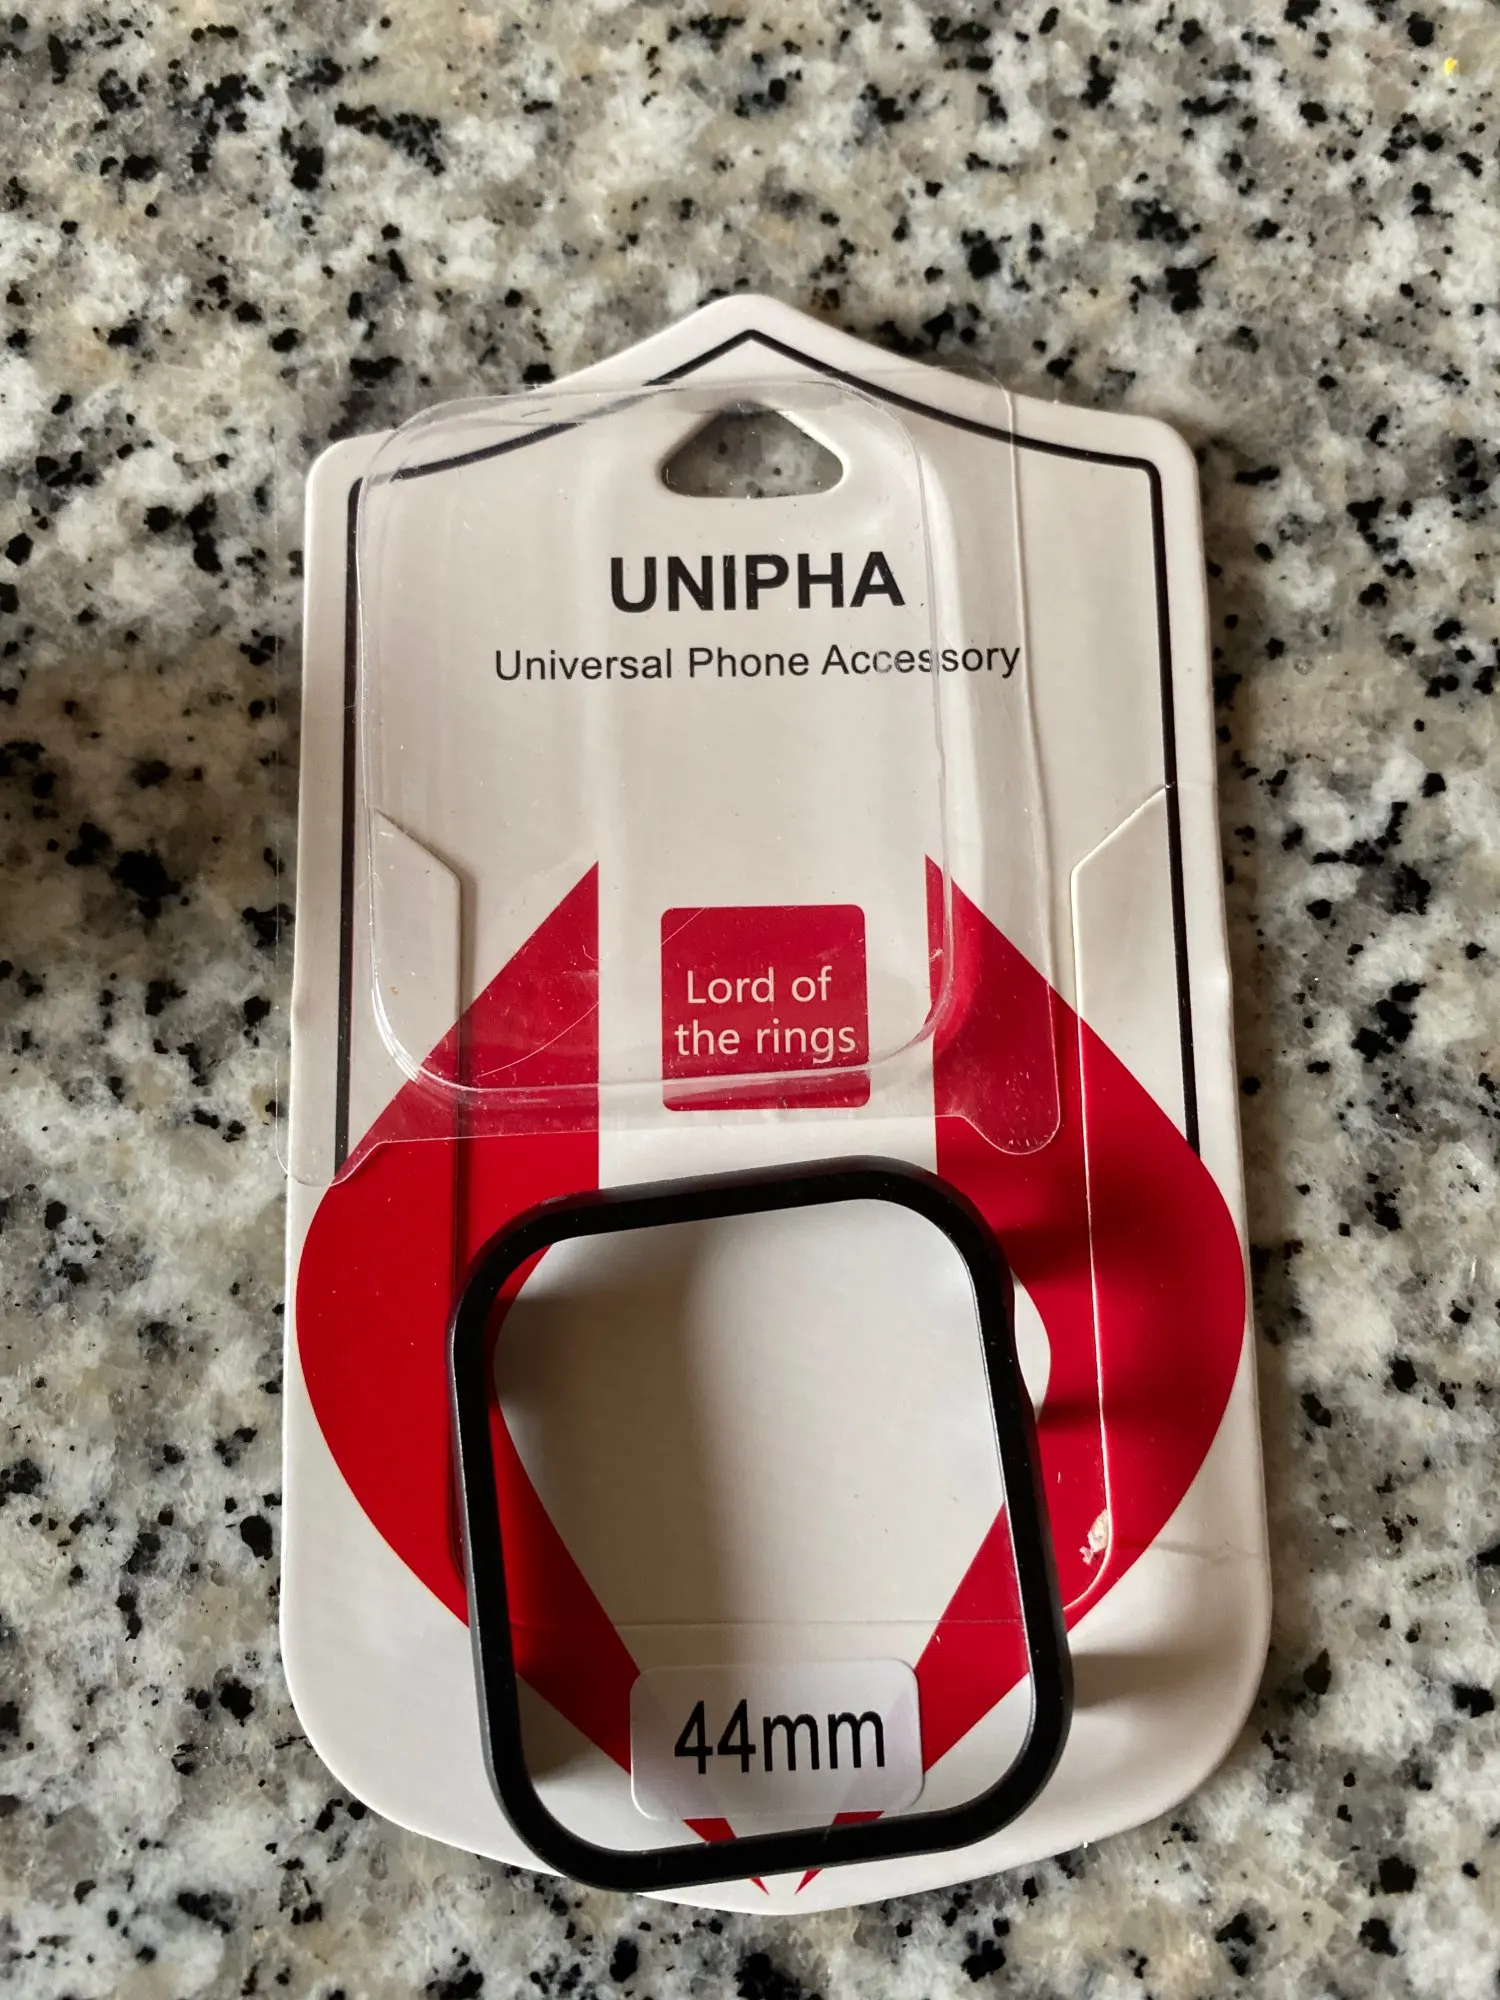 UNIPHA
Universal Phone Accessory
Lord of
the rings
44mm